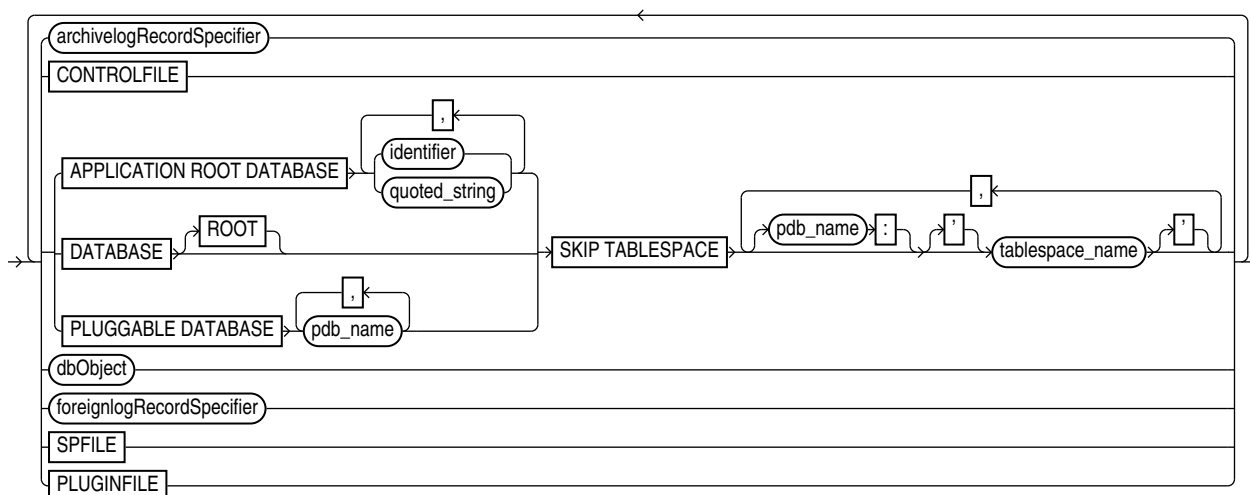 archivelogRecordSpecifier
CONTROLFILE
,
APPLICATION ROOT DATABASE identifier
quoted_string
,
ROOT pdb_name : ’ ’
DATABASE SKIP TABLESPACE tablespace_name
,
PLUGGABLE DATABASE pdb_name
dbObject
foreignlogRecordSpecifier
SPFILE
PLUGINFILE